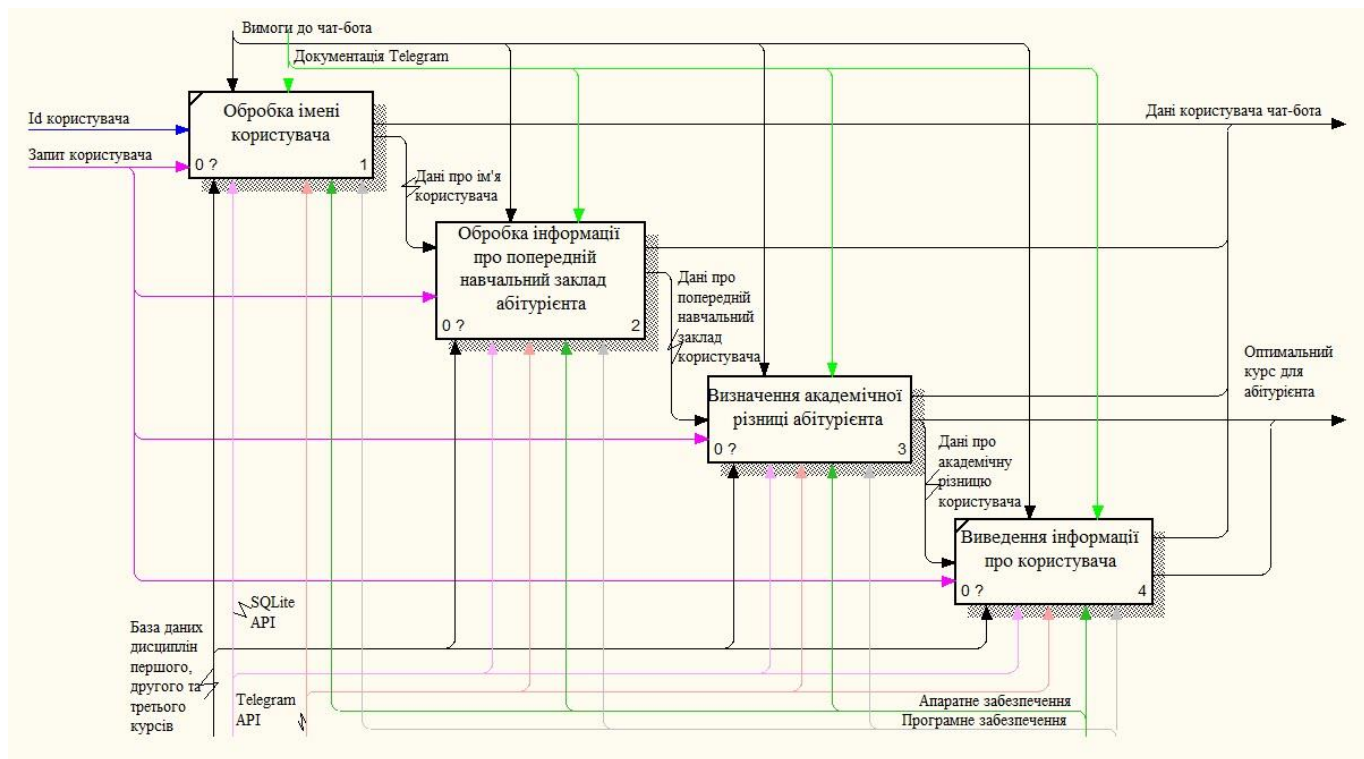 Вимоги до чат-бота
Документація Telegram
Id користувача
Запит користувача
Обробка імені
користувача
0 ?
1
Дані користувача чат-бота
Дані про ім'я
користувача
Обробка інформації
про попередній
навчальний заклад
абітурієнта
0 ?
2
Дані про
попередній
навчальний
заклад
користувача
Визначення академічної
різниці абітурієнта
0 ?
3
Оптимальний
курс для
абітурієнта
Дані про
академічну
різницю
користувача
Виведення інформації
про користувача
0 ?
4
SQLite
API
База даних
дисциплін
першого,
другого та
третього
курсів
Telegram
API
Апаратне забезпечення
Програмне забезпечення